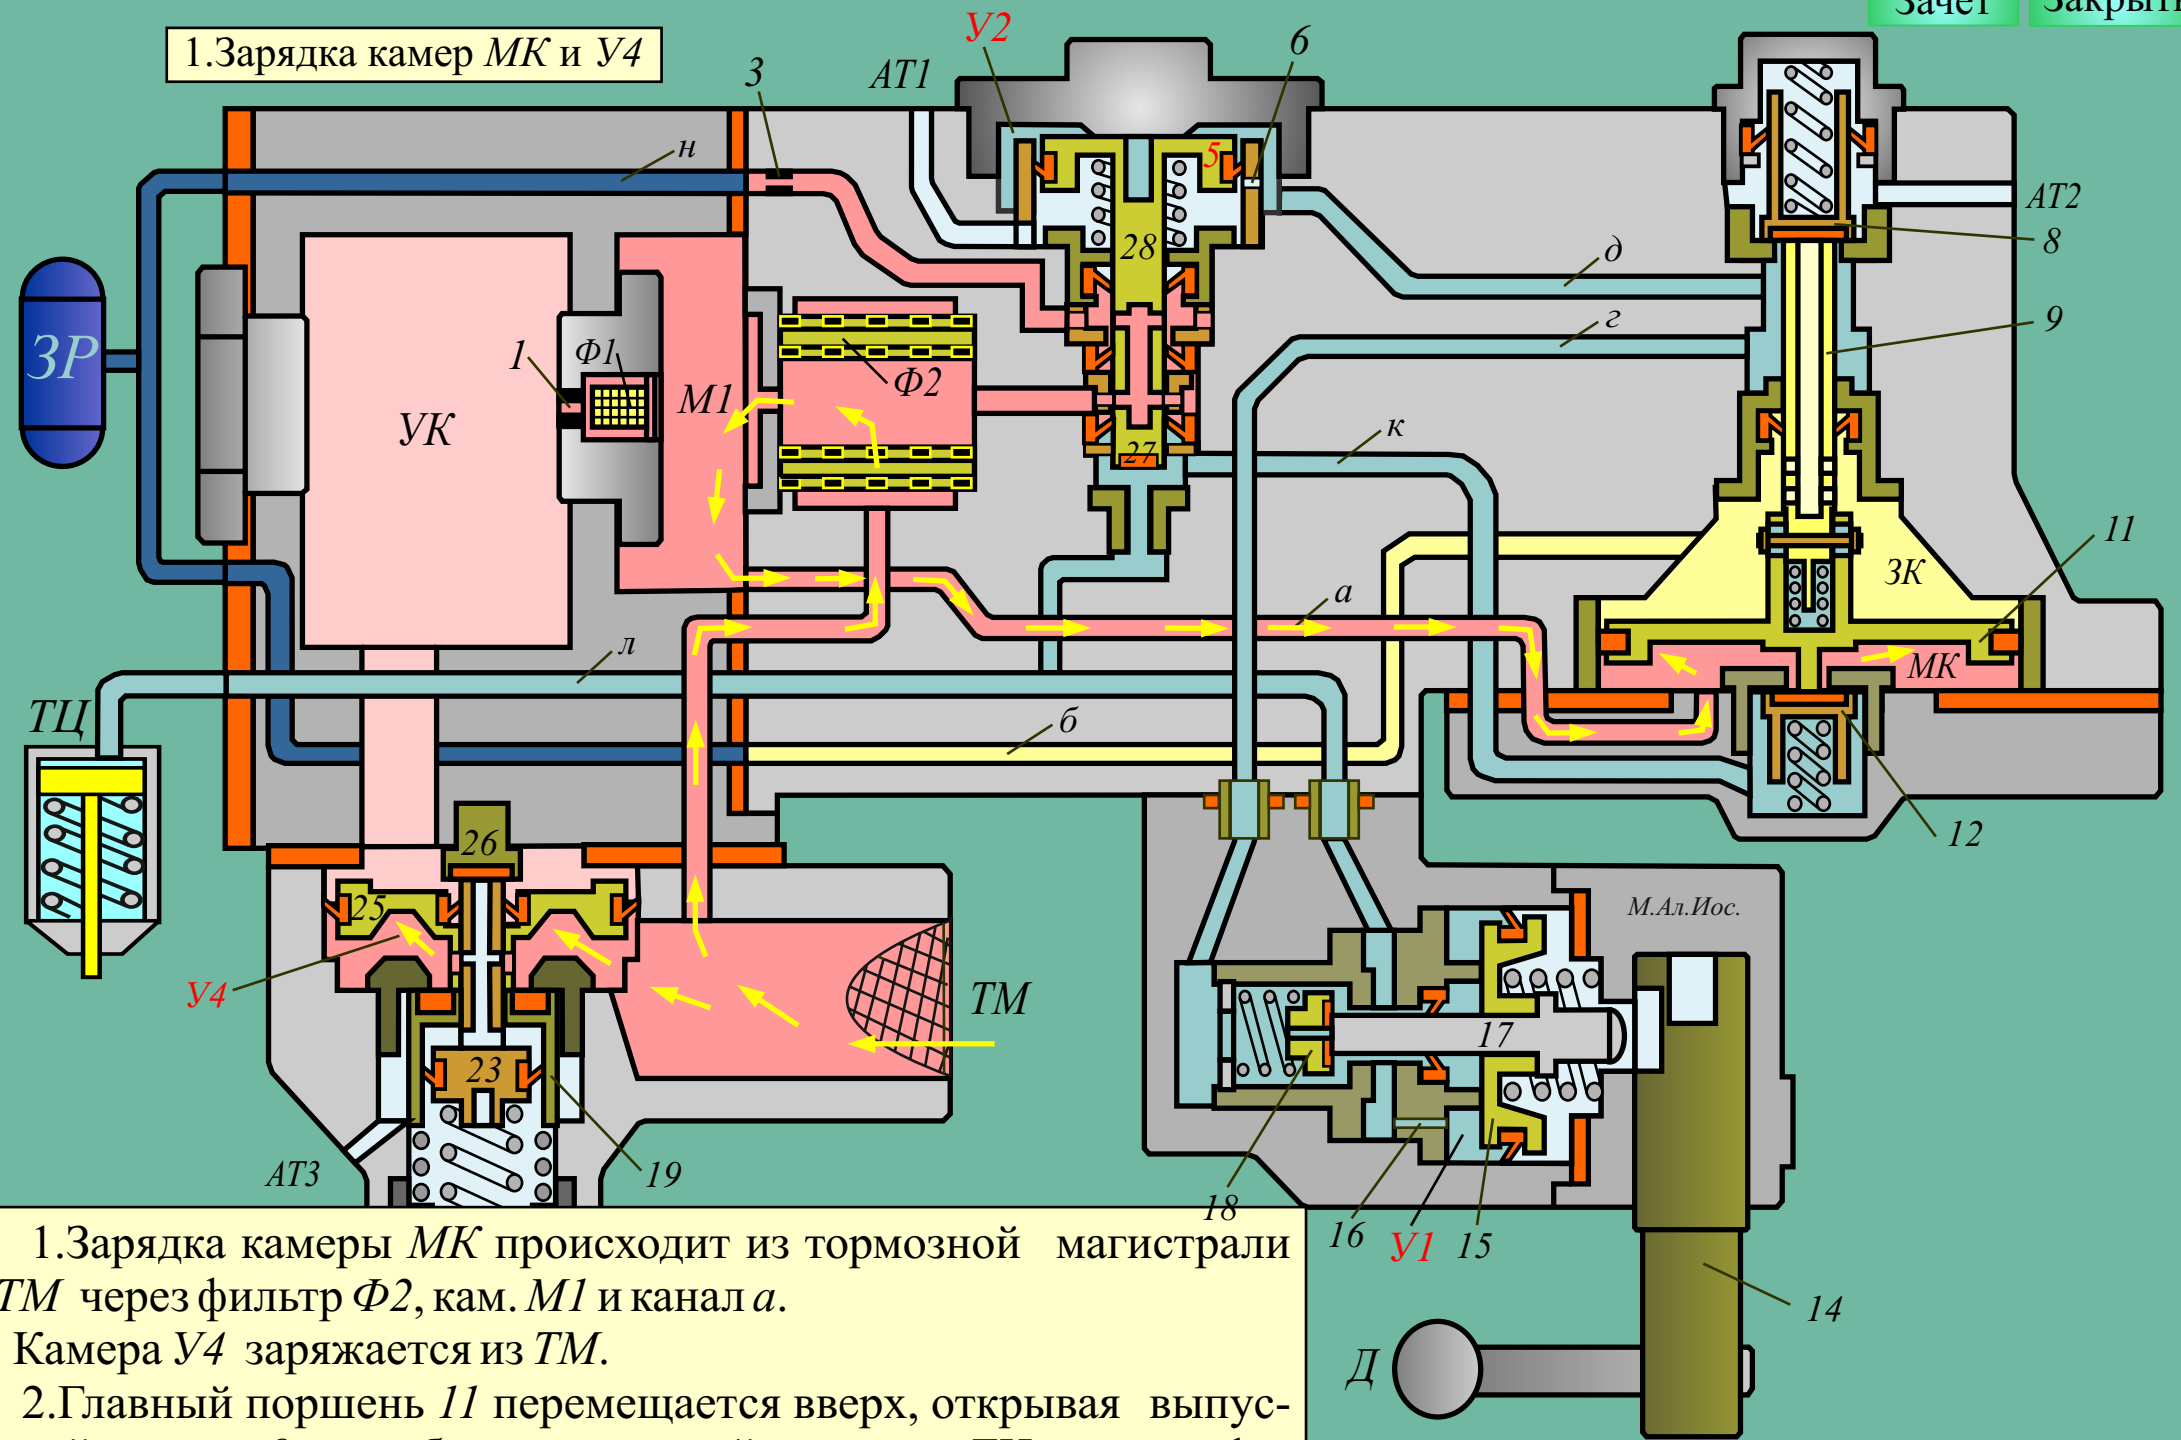 Зачет
Закрыть
1.Зарядка камер МК и У4
У2
6
3
АТ1
н
5
АТ2
8
28
д
г
9
ЗР
Ф1
1
М1
Ф2
УК
к
27
11
ЗК
а
л
МК
ТЦ
б
12
26
М.Ал.Иос.
25
У4
ТМ
17
23
АТ3
19
18
16
У1
15
14
Д
1.Зарядка камеры МК происходит из тормозной магистрали
ТМ через фильтр Ф2, кам. М1 и канал а.
Камера У4 заряжается из ТМ.
2.Главный поршень 11 перемещается вверх, открывая выпус-